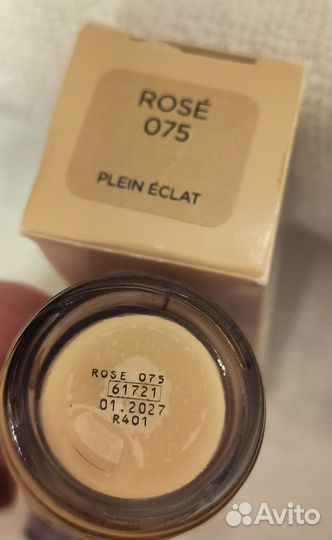 ROSÉ
075
PLEIN ÉCLAT
ROSE 075
61721
01.2027
R401
Avito